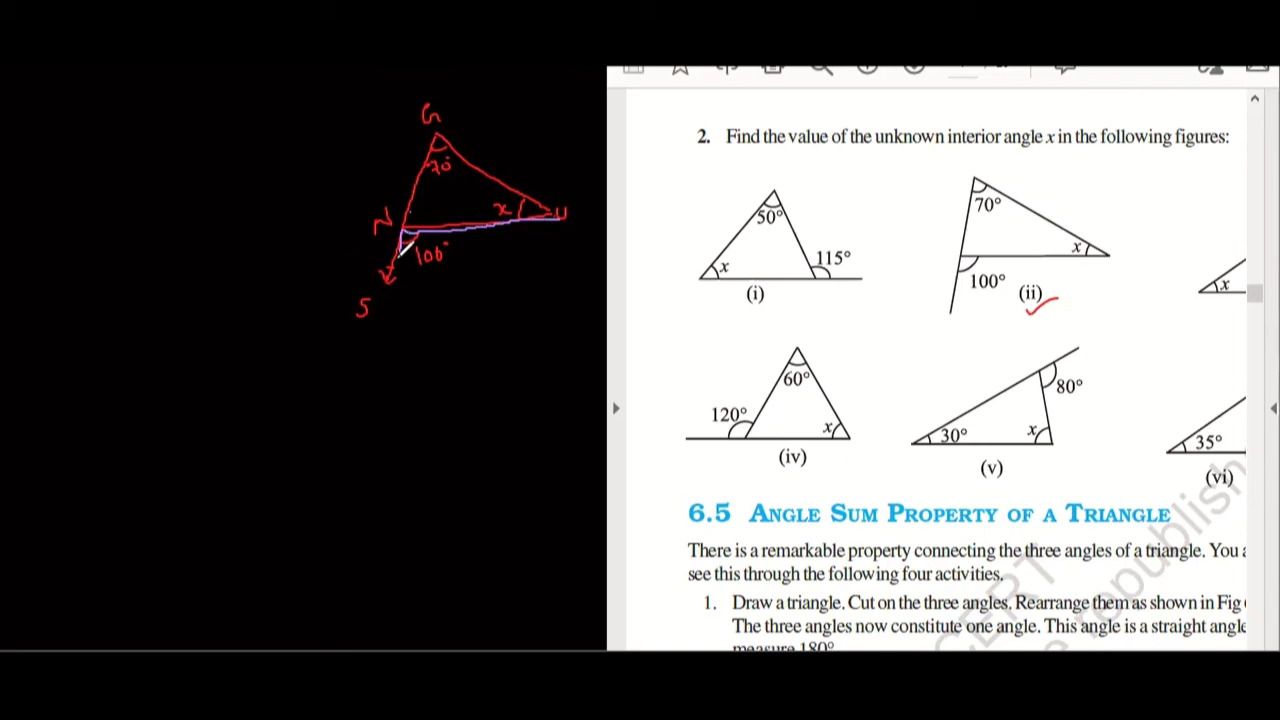 G
70°
N
x
U
100°
S
2. Find the value of the unknown interior angle x in the following figures:
50°
x
115°
(i)
70°
x
100°
(ii)
x
60°
120°
x
(iv)
80°
30°
x
(v)
35°
(vi)
6.5 ANGLE SUM PROPERTY OF A TRIANGLE
There is a remarkable property connecting the three angles of a triangle. You
see this through the following four activities.
1. Draw a triangle. Cut on the three angles. Rearrange them as shown in Fig
The three angles now constitute one angle. This angle is a straight angle
measure 180°
republish